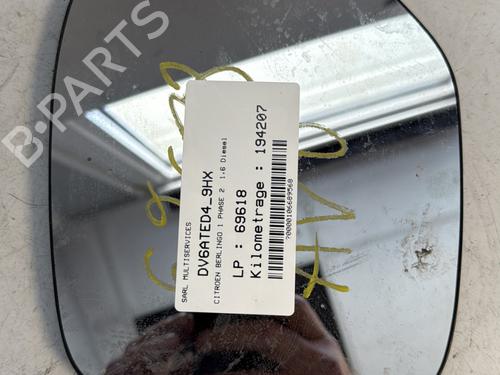 B-PARTS
SARL MULTISERVICES
DV6ATED4_9HX
CITROEN BERLINGO 1 PHASE 2 1.6 Diesel
LP : 69618
Kilometrage : 194207